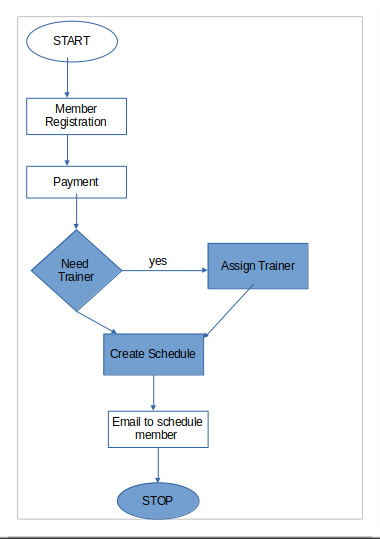 START
Member
Registration
Payment
Need
Trainer
yes
Assign Trainer
Create Schedule
Email to schedule
member
STOP